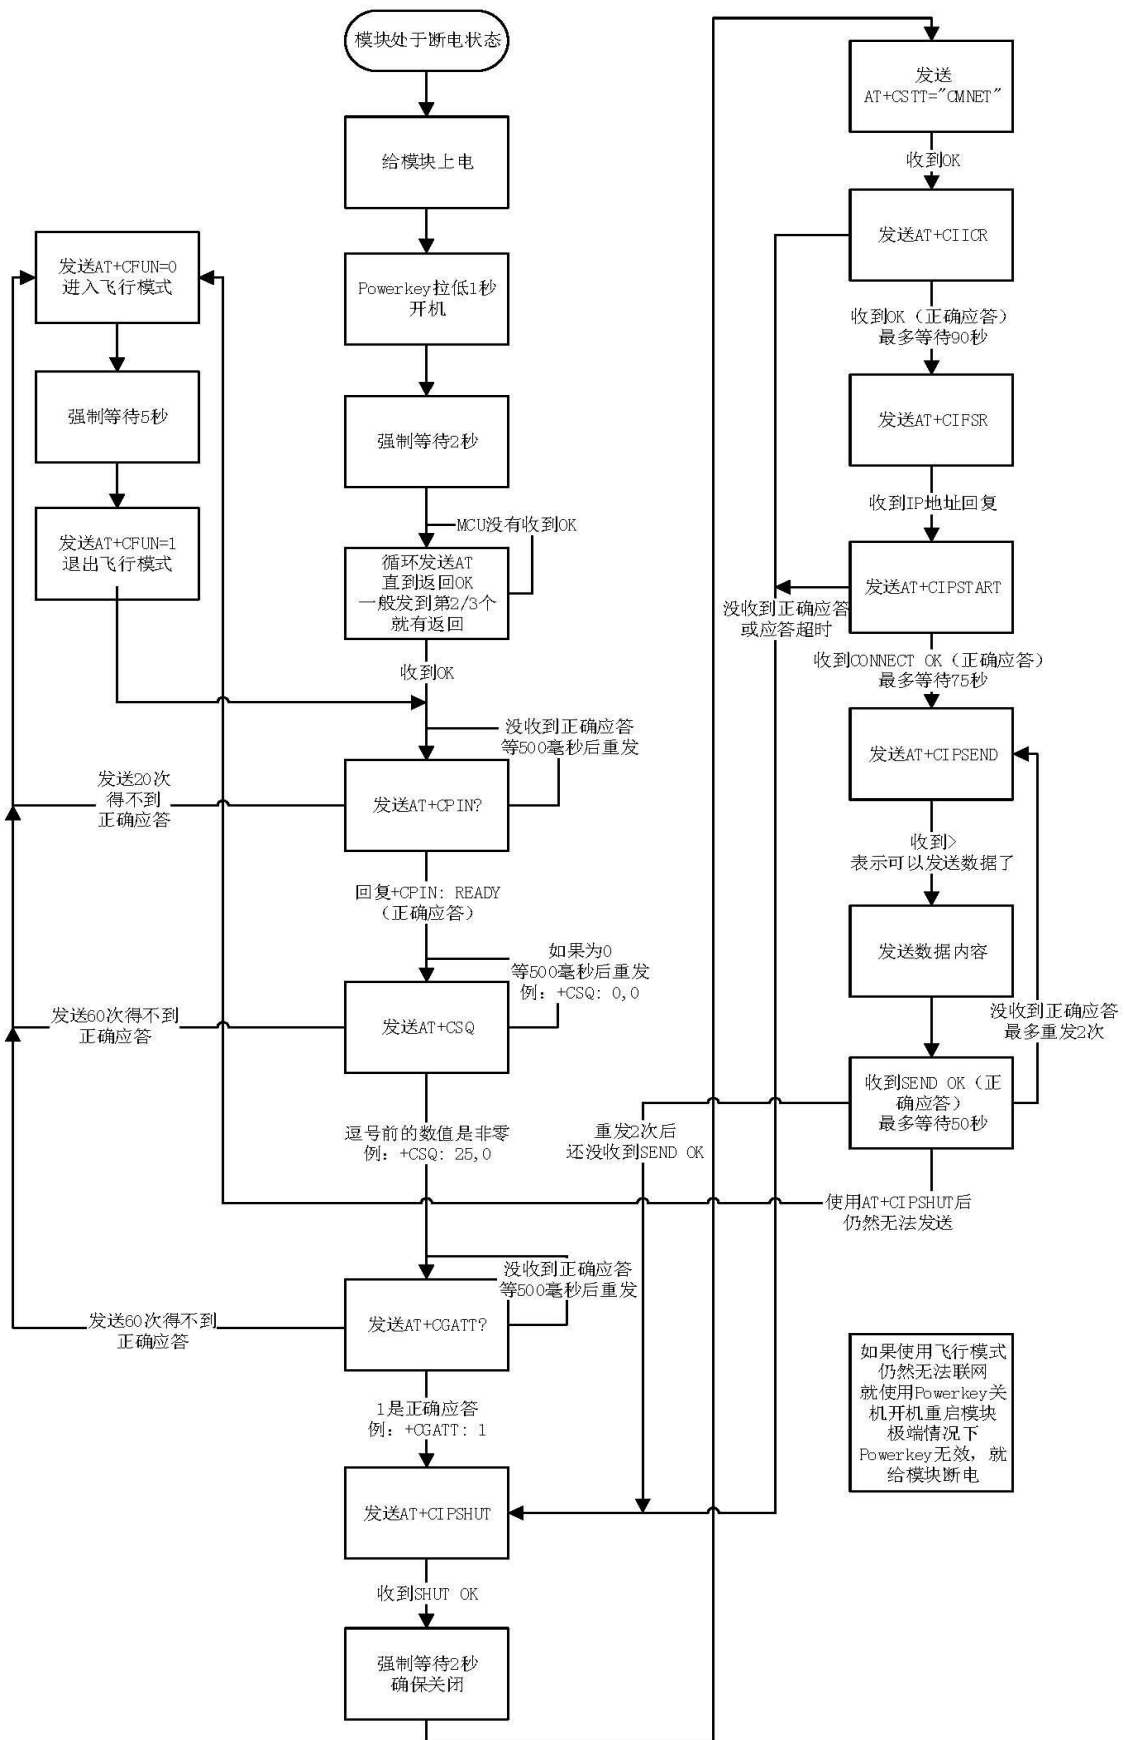 模块处于断电状态
给模块上电
Powerkey拉低1秒
开机
强制等待2秒
MCU没有收到OK
循环发送AT
直到返回OK
一般发到第2/3个
就有返回
收到OK
发送AT+CFUN=0
进入飞行模式
强制等待5秒
发送AT+CFUN=1
退出飞行模式
没收到正确应答
等500毫秒后重发
发送AT+CPIN?
发送20次
得不到
正确应答
回复+CPIN: READY
（正确应答）
如果为0
等500毫秒后重发
例：+CSQ: 0,0
发送AT+CSQ
发送60次得不到
正确应答
逗号前的数值是非零
例：+CSQ: 25,0
没收到正确应答
等500毫秒后重发
发送AT+CGATT?
发送60次得不到
正确应答
1是正确应答
例：+CGATT: 1
发送AT+CIPSHUT
收到SHUT OK
强制等待2秒
确保关闭
发送
AT+CSTT="CMNET"
收到OK
发送AT+CIICR
收到OK（正确应答）
最多等待90秒
发送AT+CIFSR
收到IP地址回复
发送AT+CIPSTART
没收到正确应答
或应答超时
收到CONNECT OK（正确应答）
最多等待75秒
发送AT+CIPSEND
收到>
表示可以发送数据了
发送数据内容
没收到正确应答
最多重发2次
收到SEND OK（正
确应答）
最多等待50秒
重发2次后
还没收到SEND OK
使用AT+CIPSHUT后
仍然无法发送
如果使用飞行模式
仍然无法联网
就使用Powerkey关
机开机重启模块
极端情况下
Powerkey无效，就
给模块断电